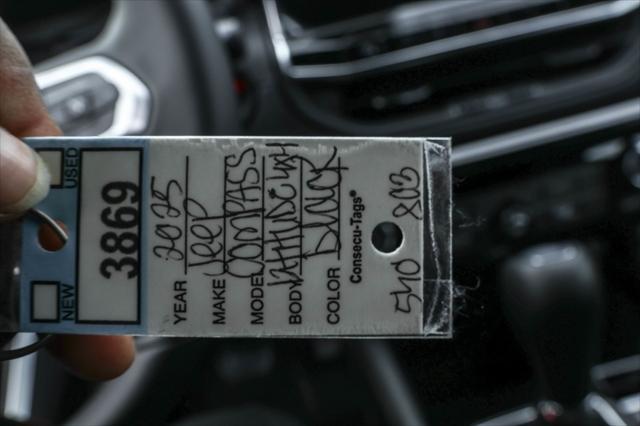 NEW USED
3869
YEAR 2025
MAKE JEEP
MODEL COMPASS
BODY LATITUDE 4X4
COLOR BLACK
Consecu-Tags®
540 803